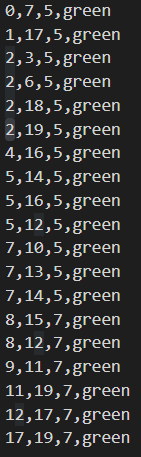 0,7,5,green
1,17,5,green
2,3,5,green
2,6,5,green
2,18,5,green
2,19,5,green
4,16,5,green
5,14,5,green
5,16,5,green
5,12,5,green
7,10,5,green
7,13,5,green
7,14,5,green
8,15,7,green
8,12,7,green
9,11,7,green
11,19,7,green
12,17,7,green
17,19,7,green